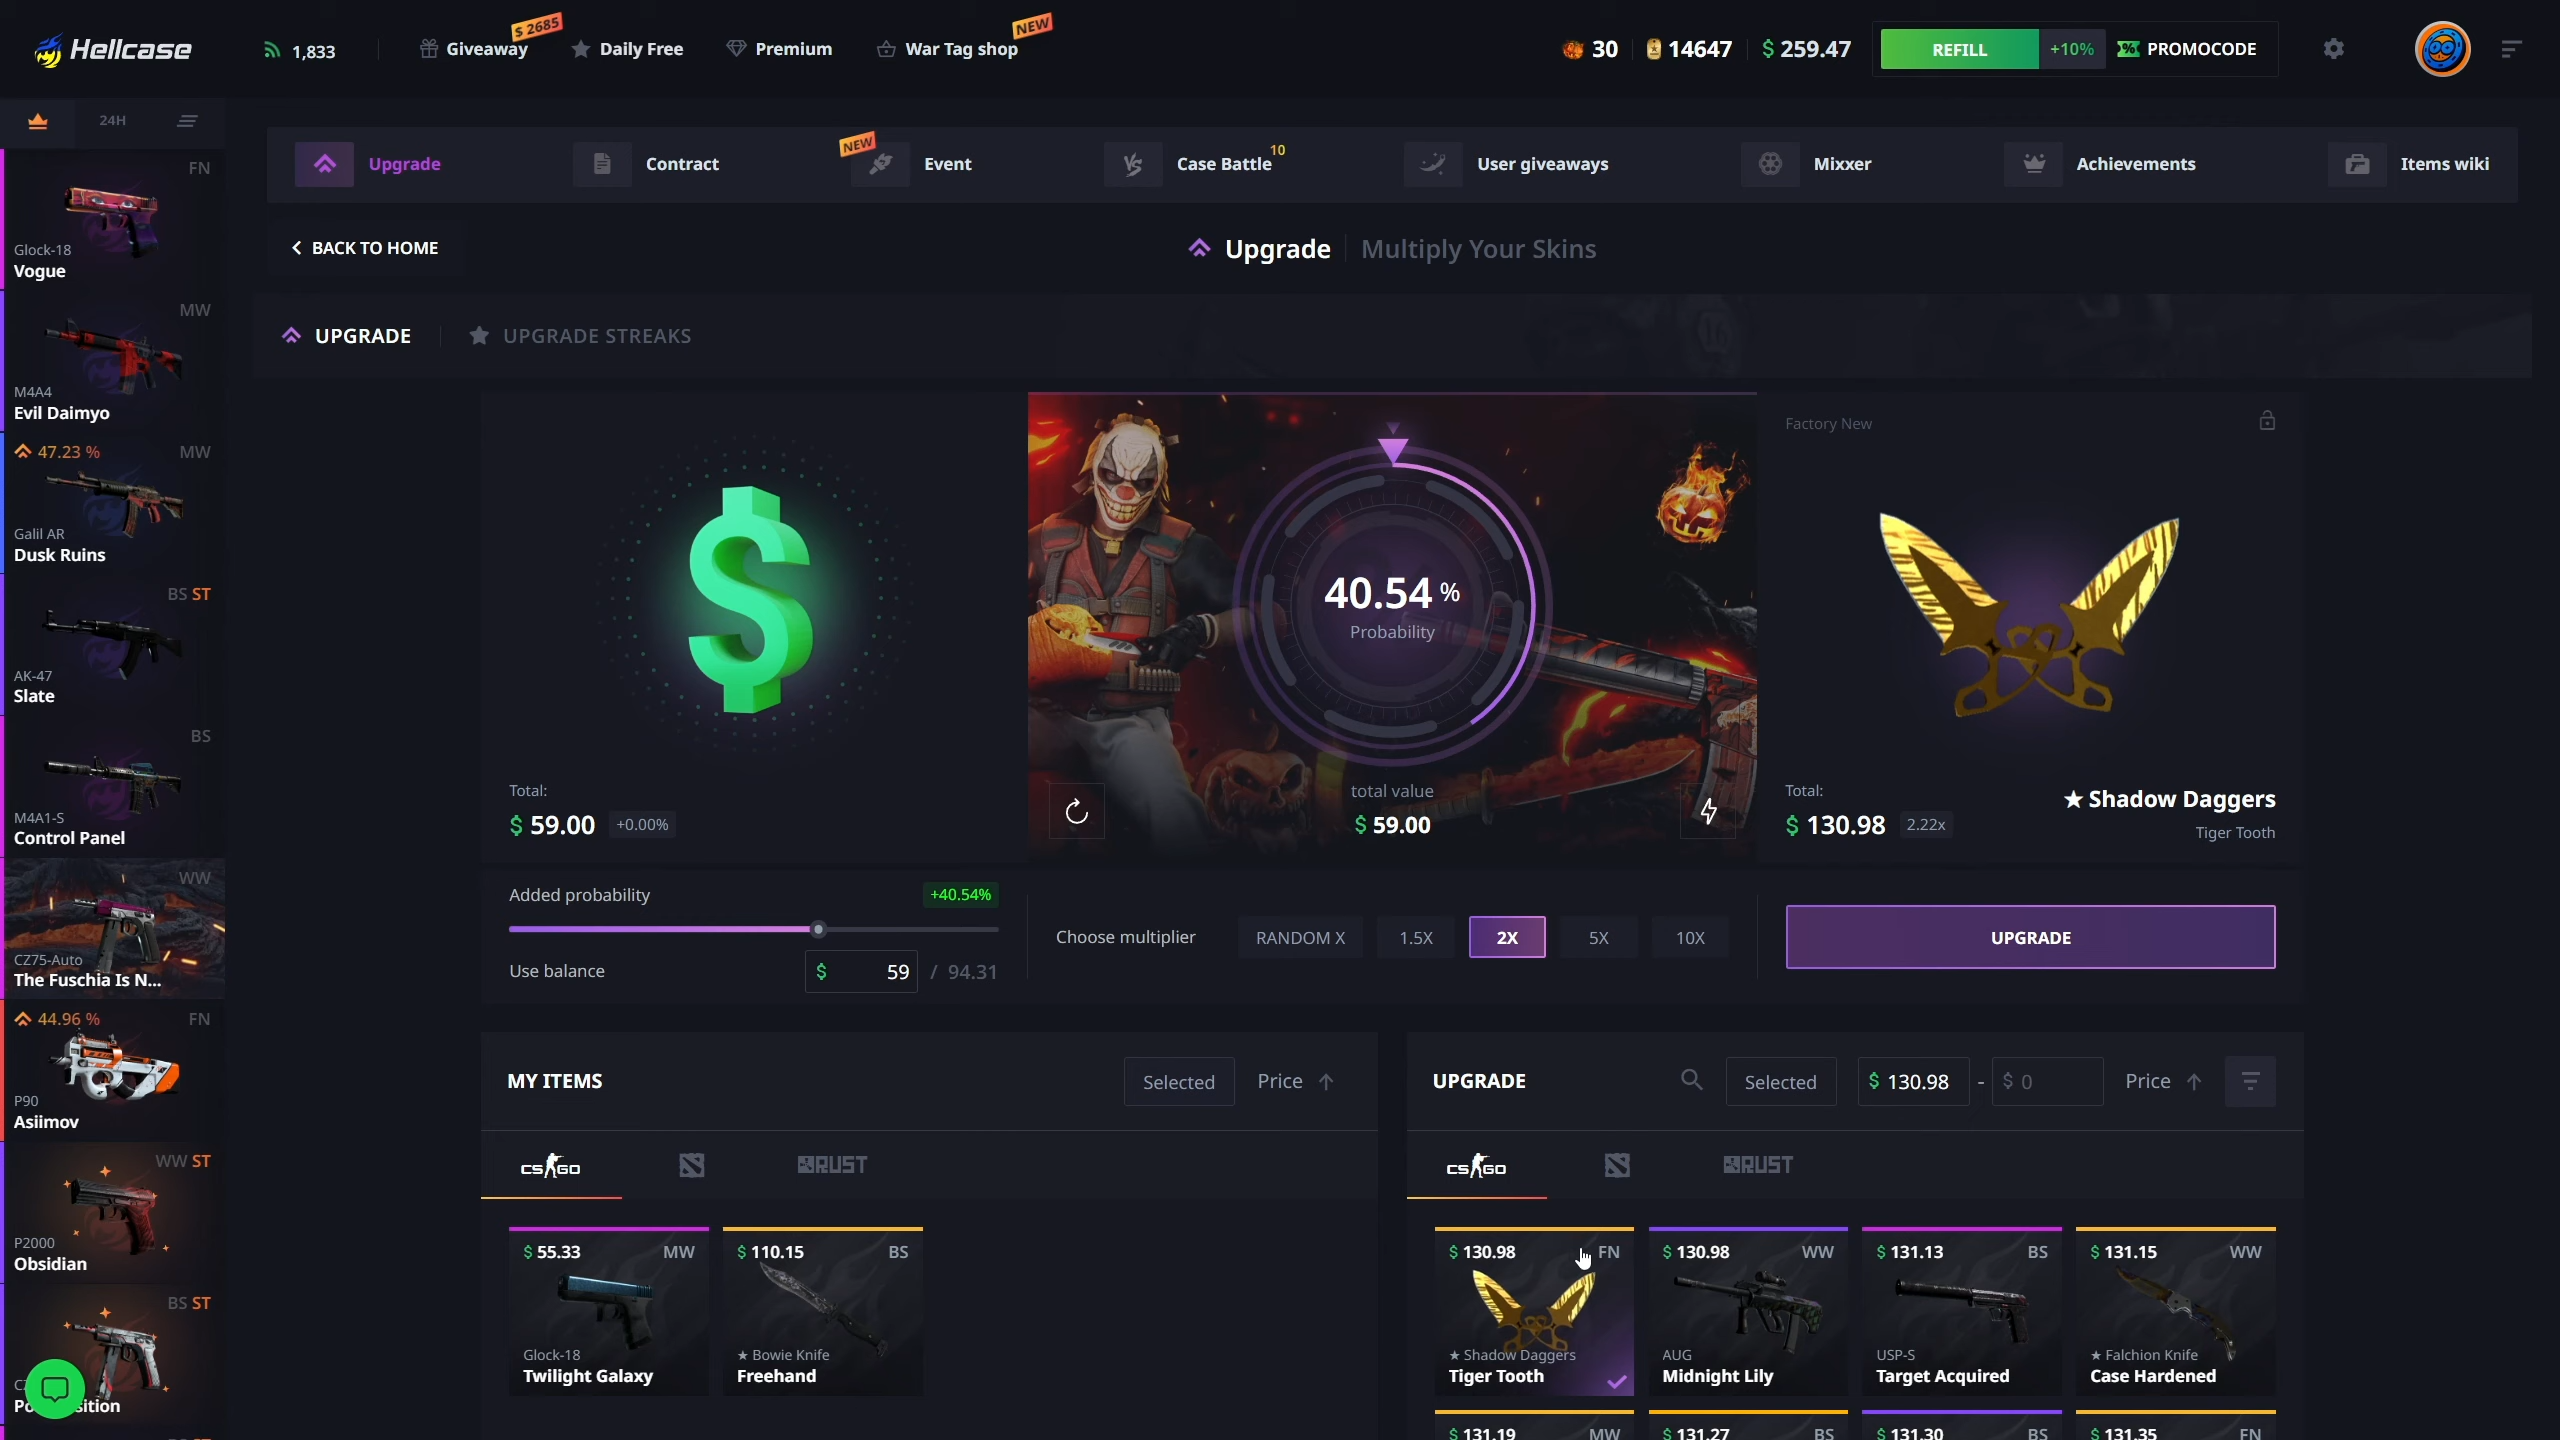 Hellcase
1,833
Giveaway
$ 2685
Daily Free
Premium
War Tag shop
NEW
30
14647
$ 259.47
REFILL
+10%
PROMOCODE
24H
Upgrade
Contract
NEW
Event
Case Battle 10
User giveaways
Mixxer
Achievements
Items wiki
BACK TO HOME
Upgrade
Multiply Your Skins
UPGRADE
UPGRADE STREAKS
FN
Glock-18
Vogue
MW
M4A4
Evil Daimyo
47.23 %
MW
Galil AR
Dusk Ruins
BS ST
AK-47
Slate
BS
M4A1-S
Control Panel
WW
CZ75-Auto
The Fuschia Is N...
44.96 %
FN
P90
Asiimov
WW ST
P2000
Obsidian
BS ST
Total:
$ 59.00
+0.00%
40.54 %
Probability
total value
$ 59.00
Factory New
Total:
$ 130.98
2.22x
★ Shadow Daggers
Tiger Tooth
Added probability
+40.54%
Use balance
$ 59
/ 94.31
Choose multiplier
RANDOM X
1.5X
2X
5X
10X
UPGRADE
MY ITEMS
Selected
Price
CS GO
RUST
$ 55.33
MW
Glock-18
Twilight Galaxy
$ 110.15
BS
★ Bowie Knife
Freehand
UPGRADE
Selected
$ 130.98
-
$ 0
Price
CS GO
RUST
$ 130.98
FN
★ Shadow Daggers
Tiger Tooth
$ 130.98
WW
AUG
Midnight Lily
$ 131.13
BS
USP-S
Target Acquired
$ 131.15
WW
★ Falchion Knife
Case Hardened
$ 131.19
MW
$ 131.27
BS
$ 131.30
BS
$ 131.35
FN